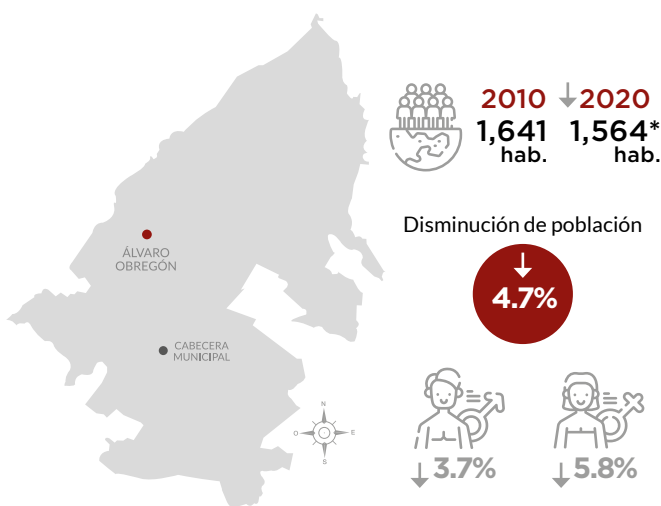 2010 2020
1,641 1,564*
hab. hab.
Disminución de población
4.7%
ÁLVARO
OBREGÓN
CABECERA
MUNICIPAL
N
O E
S
3.7% 5.8%